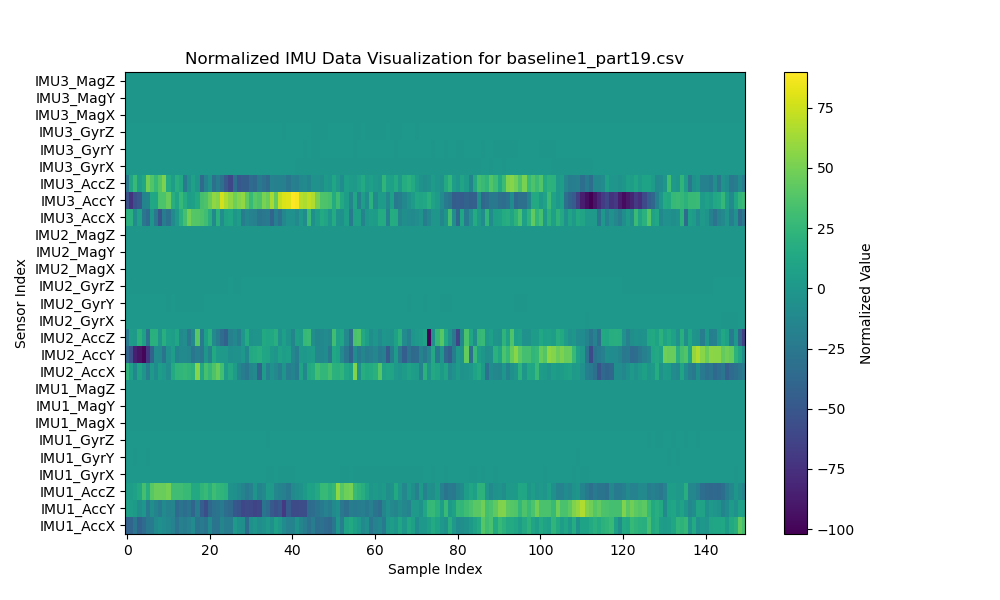 Normalized IMU Data Visualization for baseline1_part19.csv
IMU3_MagZ
IMU3_MagY
IMU3_MagX
IMU3_GyrZ
IMU3_GyrY
IMU3_GyrX
IMU3_AccZ
IMU3_AccY
IMU3_AccX
IMU2_MagZ
IMU2_MagY
IMU2_MagX
IMU2_GyrZ
IMU2_GyrY
IMU2_GyrX
IMU2_AccZ
IMU2_AccY
IMU2_AccX
IMU1_MagZ
IMU1_MagY
IMU1_MagX
IMU1_GyrZ
IMU1_GyrY
IMU1_GyrX
IMU1_AccZ
IMU1_AccY
IMU1_AccX
Sensor Index
0 20 40 60 80 100 120 140
Sample Index
75
50
25
0
−25
−50
−75
−100
Normalized Value